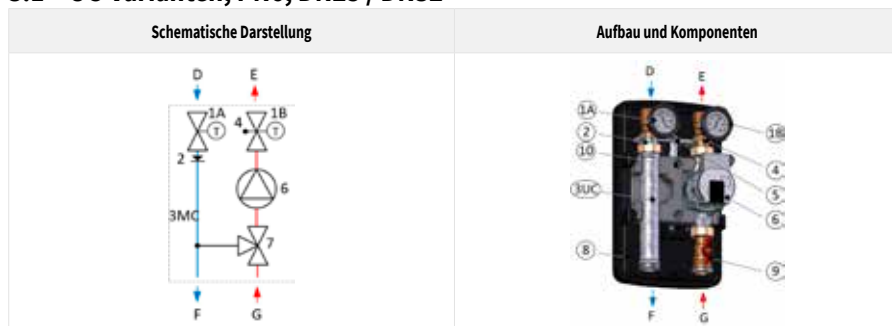 Varianten,
Schematische Darstellung
Aufbau und Komponenten
D E
1A 1B
T 4 T
2
6
3MC
7
F G
D E
1A
1B
2
10
4
5
3UC
6
8
9
F G